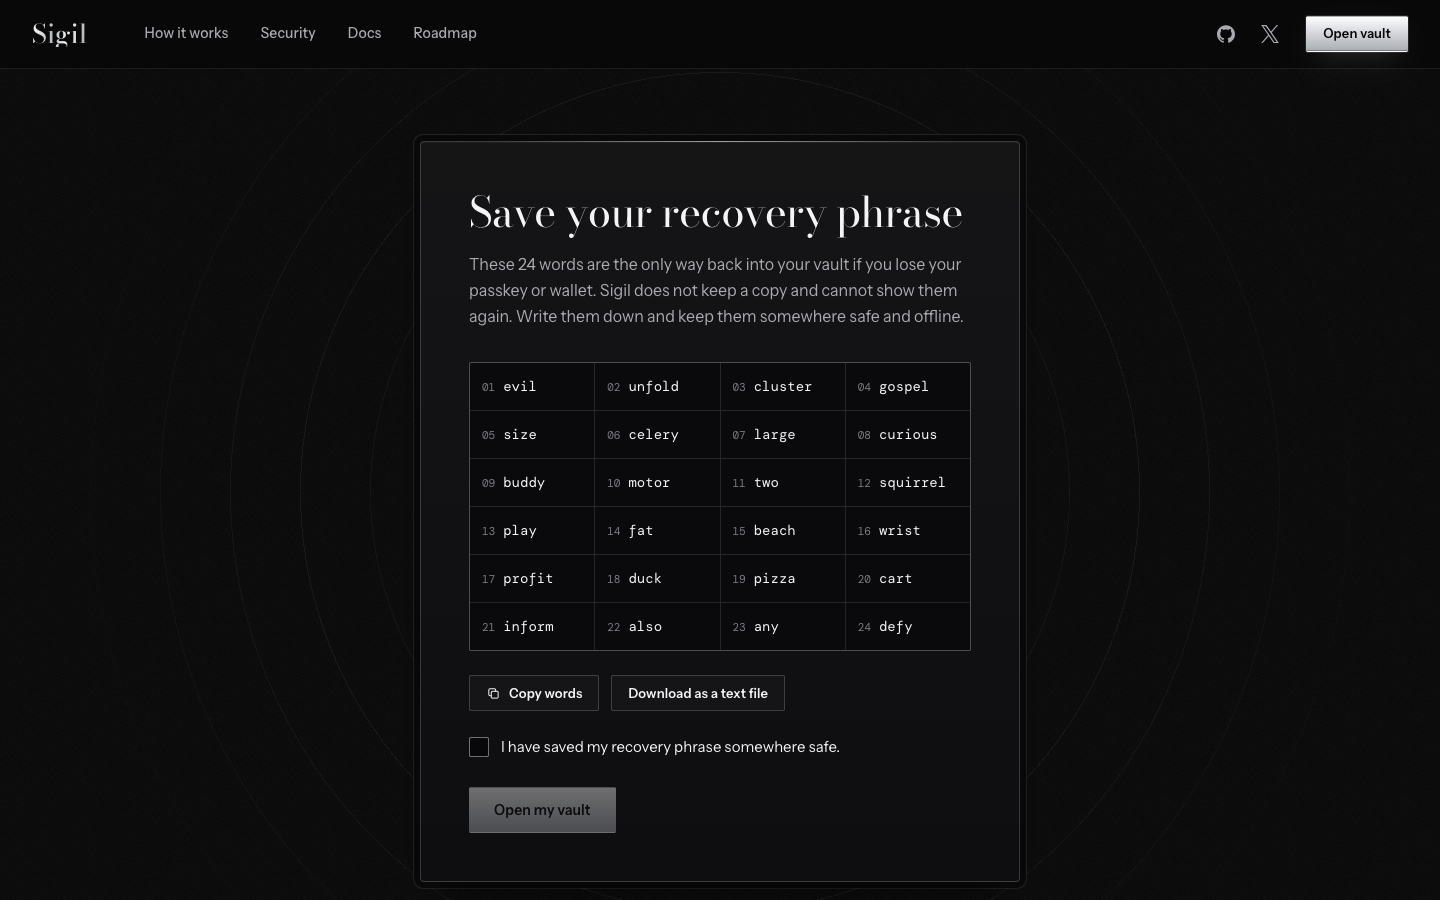 Sigil How it works Security Docs Roadmap Open vault
Save your recovery phrase
These 24 words are the only way back into your vault if you lose your
passkey or wallet. Sigil does not keep a copy and cannot show them
again. Write them down and keep them somewhere safe and offline.
01 evil 02 unfold 03 cluster 04 gospel
05 size 06 celery 07 large 08 curious
09 buddy 10 motor 11 two 12 squirrel
13 play 14 fat 15 beach 16 wrist
17 profit 18 duck 19 pizza 20 cart
21 inform 22 also 23 any 24 defy
Copy words Download as a text file
I have saved my recovery phrase somewhere safe.
Open my vault